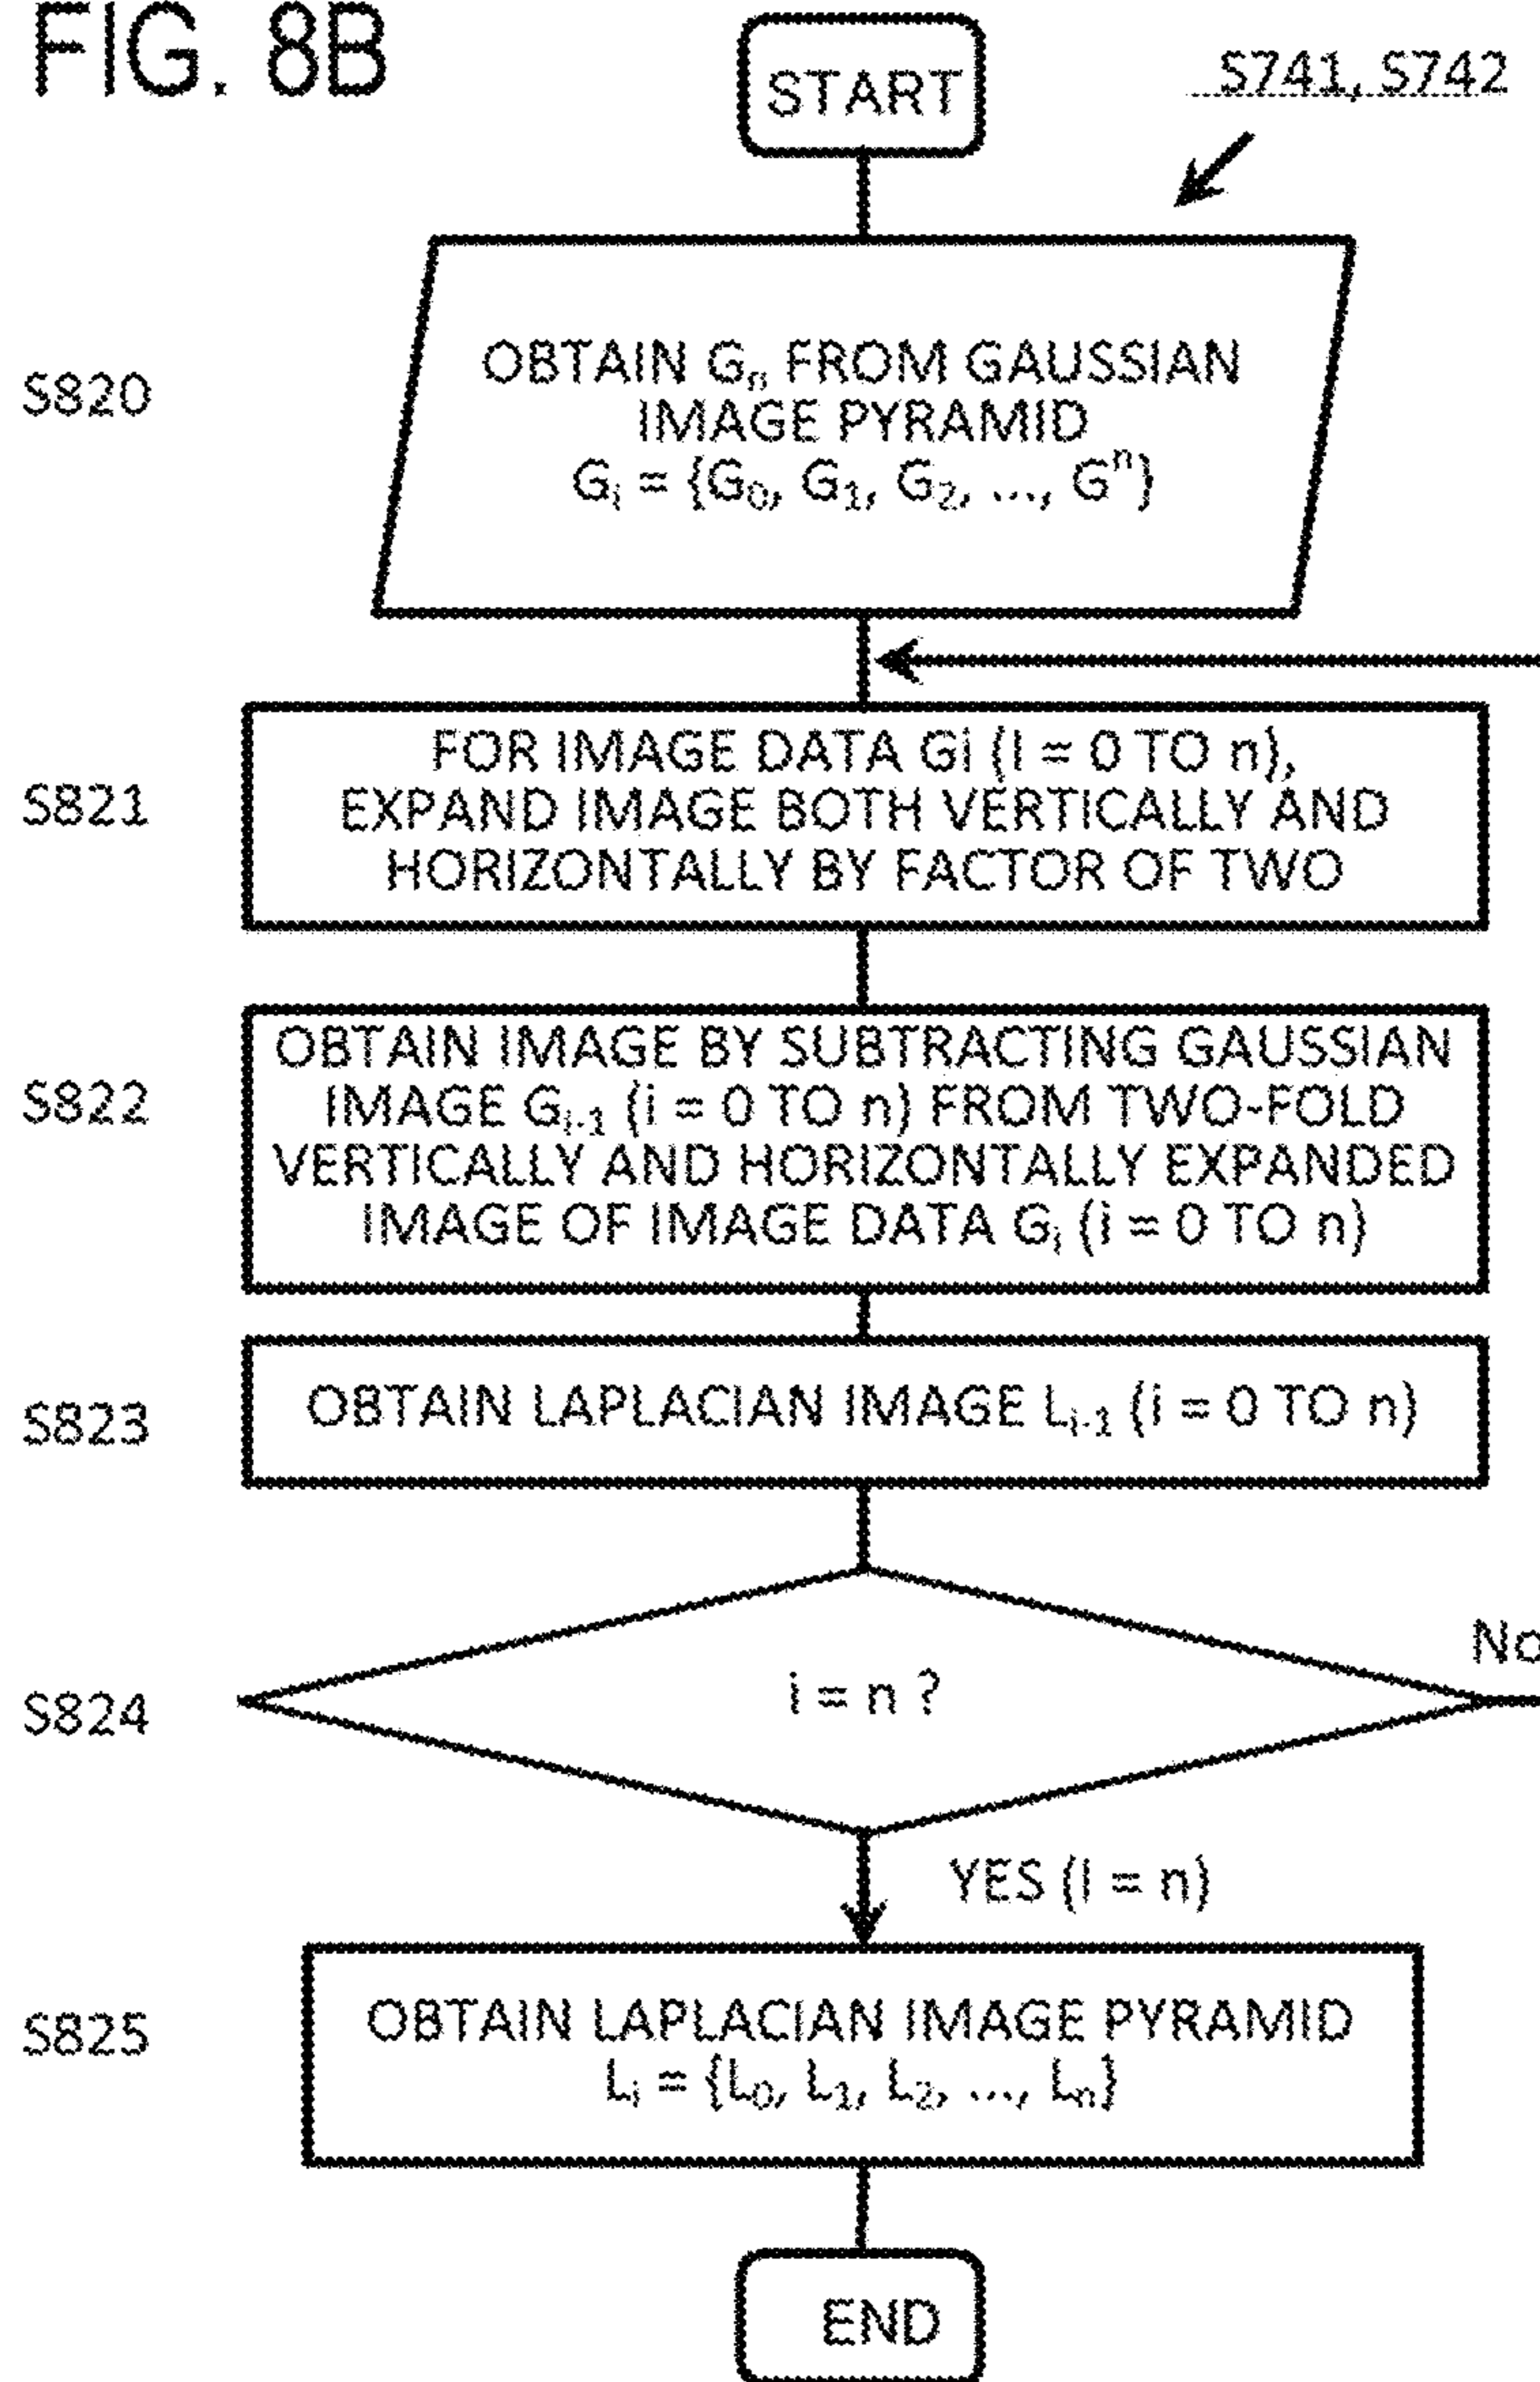 FIG. 8B
START
S741, S742
S820
OBTAIN Gₙ FROM GAUSSIAN
IMAGE PYRAMID
Gᵢ = {G₀, G₁, G₂, ..., Gⁿ}
S821
FOR IMAGE DATA Gi (I = 0 TO n),
EXPAND IMAGE BOTH VERTICALLY AND
HORIZONTALLY BY FACTOR OF TWO
S822
OBTAIN IMAGE BY SUBTRACTING GAUSSIAN
IMAGE Gᵢ₋₁ (i = 0 TO n) FROM TWO-FOLD
VERTICALLY AND HORIZONTALLY EXPANDED
IMAGE OF IMAGE DATA Gᵢ (i = 0 TO n)
S823
OBTAIN LAPLACIAN IMAGE Lᵢ₋₁ (i = 0 TO n)
S824
i = n ?
No
YES (I = n)
S825
OBTAIN LAPLACIAN IMAGE PYRAMID
Lᵢ = {L₀, L₁, L₂, ..., Lₙ}
END